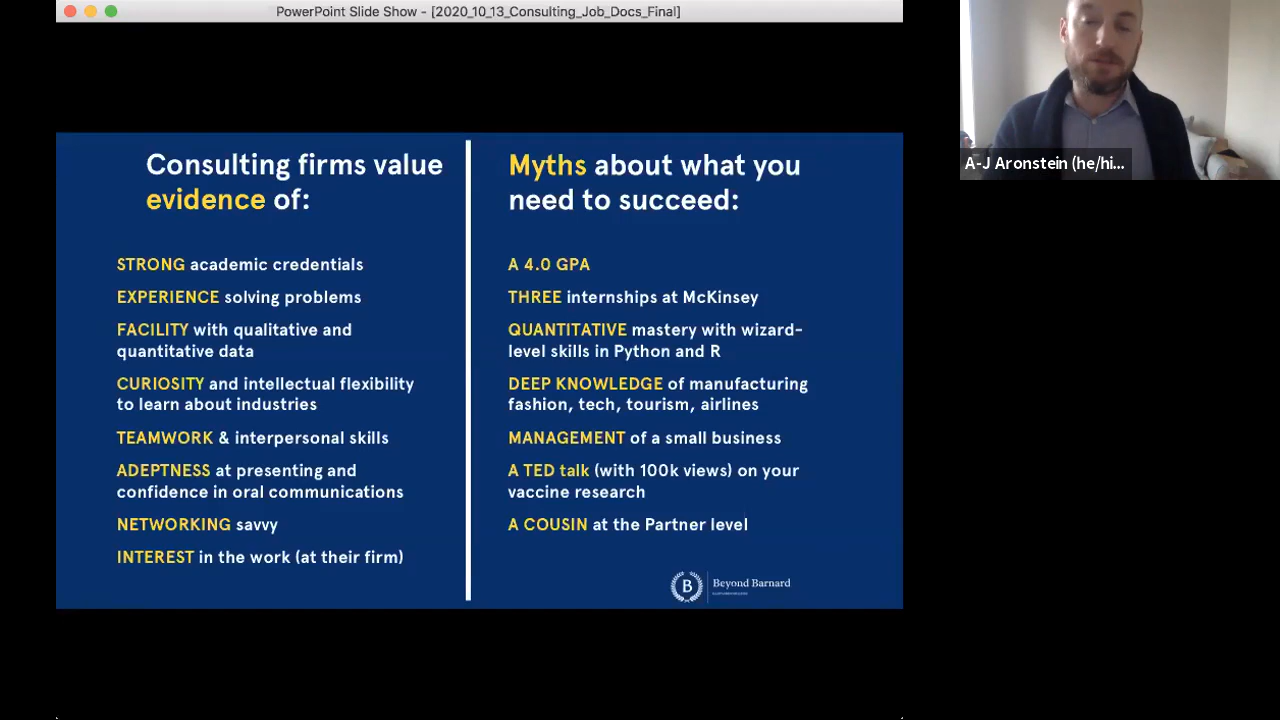 PowerPoint Slide Show - [2020_10_13_Consulting_Job_Docs_Final]
Consulting firms value
evidence of:
STRONG academic credentials
EXPERIENCE solving problems
FACILITY with qualitative and
quantitative data
CURIOSITY and intellectual flexibility
to learn about industries
TEAMWORK & interpersonal skills
ADEPTNESS at presenting and
confidence in oral communications
NETWORKING savvy
INTEREST in the work (at their firm)
Myths about what you
need to succeed:
A 4.0 GPA
THREE internships at McKinsey
QUANTITATIVE mastery with wizard-
level skills in Python and R
DEEP KNOWLEDGE of manufacturing
fashion, tech, tourism, airlines
MANAGEMENT of a small business
A TED talk (with 100k views) on your
vaccine research
A COUSIN at the Partner level
B
Beyond Barnard
A-J Aronstein (he/hi...